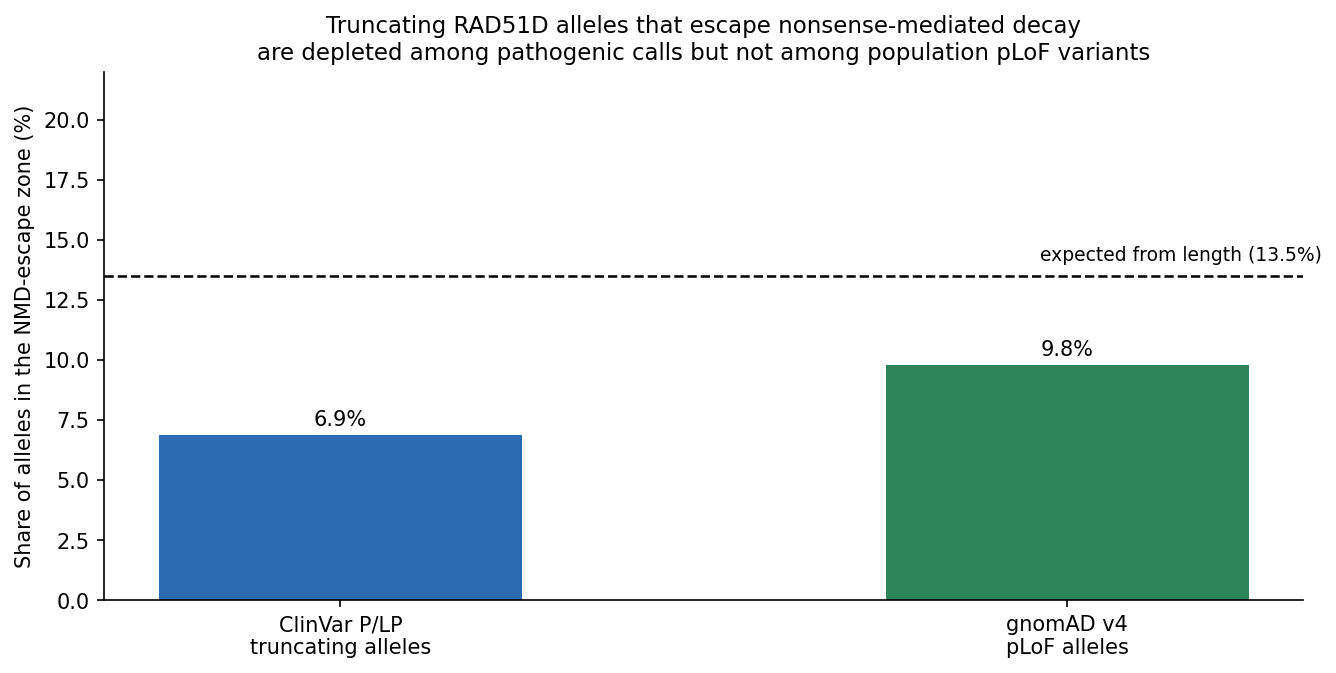 Truncating RAD51D alleles that escape nonsense-mediated decay
are depleted among pathogenic calls but not among population pLoF variants
Share of alleles in the NMD-escape zone (%)
20.0
17.5
15.0
12.5
10.0
7.5
5.0
2.5
0.0
expected from length (13.5%)
6.9%
9.8%
ClinVar P/LP
truncating alleles
gnomAD v4
pLoF alleles